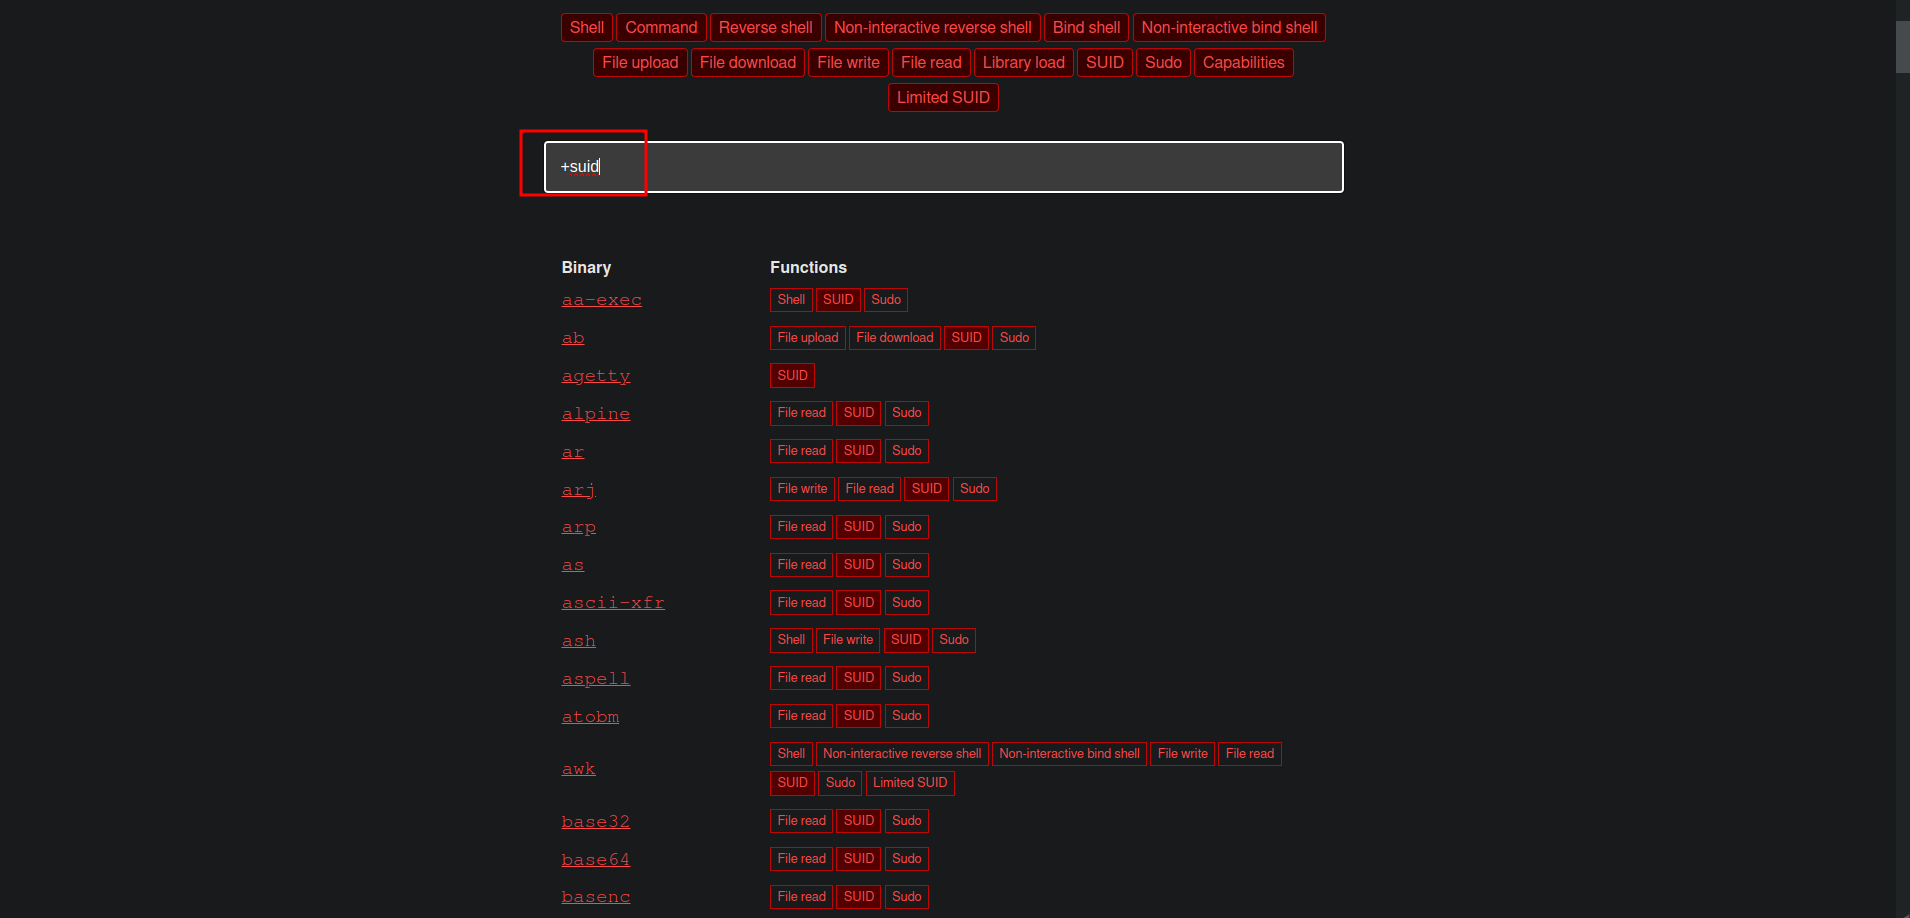 Shell Command Reverse shell Non-interactive reverse shell Bind shell Non-interactive bind shell
File upload File download File write File read Library load SUID Sudo Capabilities
Limited SUID
+suid
Binary Functions
aa-exec Shell SUID Sudo
ab File upload File download SUID Sudo
agetty SUID
alpine File read SUID Sudo
ar File read SUID Sudo
arj File write File read SUID Sudo
arp File read SUID Sudo
as File read SUID Sudo
ascii-xfr File read SUID Sudo
ash Shell File write SUID Sudo
aspell File read SUID Sudo
atobm File read SUID Sudo
awk Shell Non-interactive reverse shell Non-interactive bind shell File write File read
SUID Sudo Limited SUID
base32 File read SUID Sudo
base64 File read SUID Sudo
basenc File read SUID Sudo